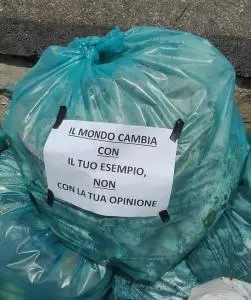 IL MONDO CAMBIA
CON
IL TUO ESEMPIO,
NON
CON LA TUA OPINIONE